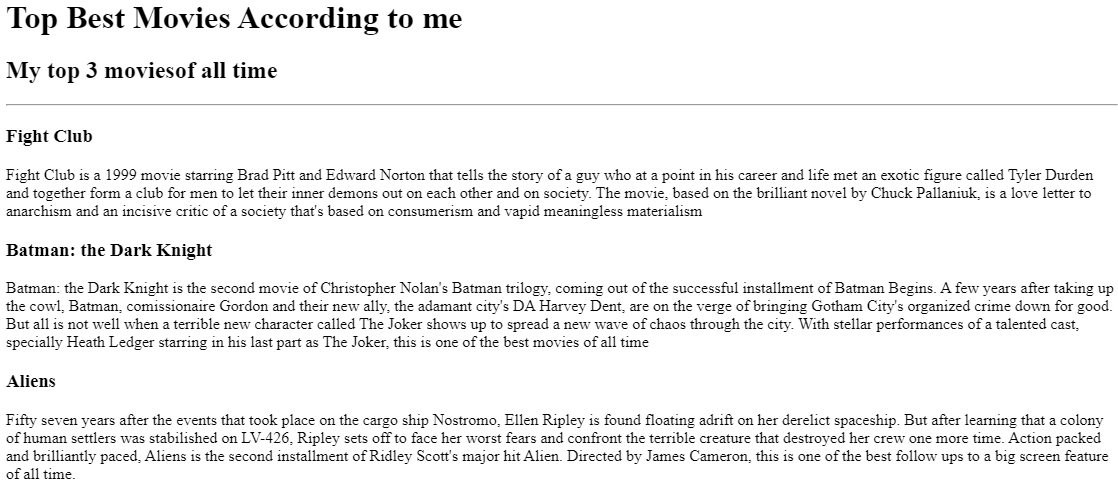 Top Best Movies According to me
My top 3 moviesof all time
Fight Club
Fight Club is a 1999 movie starring Brad Pitt and Edward Norton that tells the story of a guy who at a point in his career and life met an exotic figure called Tyler Durden
and together form a club for men to let their inner demons out on each other and on society. The movie, based on the brilliant novel by Chuck Pallaniuk, is a love letter to
anarchism and an incisive critic of a society that's based on consumerism and vapid meaningless materialism
Batman: the Dark Knight
Batman: the Dark Knight is the second movie of Christopher Nolan's Batman trilogy, coming out of the successful installment of Batman Begins. A few years after taking up
the cowl, Batman, comissionaire Gordon and their new ally, the adamant city's DA Harvey Dent, are on the verge of bringing Gotham City's organized crime down for good.
But all is not well when a terrible new character called The Joker shows up to spread a new wave of chaos through the city. With stellar performances of a talented cast,
specially Heath Ledger starring in his last part as The Joker, this is one of the best movies of all time
Aliens
Fifty seven years after the events that took place on the cargo ship Nostromo, Ellen Ripley is found floating adrift on her derelict spaceship. But after learning that a colony
of human settlers was stabilished on LV-426, Ripley sets off to face her worst fears and confront the terrible creature that destroyed her crew one more time. Action packed
and brilliantly paced, Aliens is the second installment of Ridley Scott's major hit Alien. Directed by James Cameron, this is one of the best follow ups to a big screen feature
of all time.